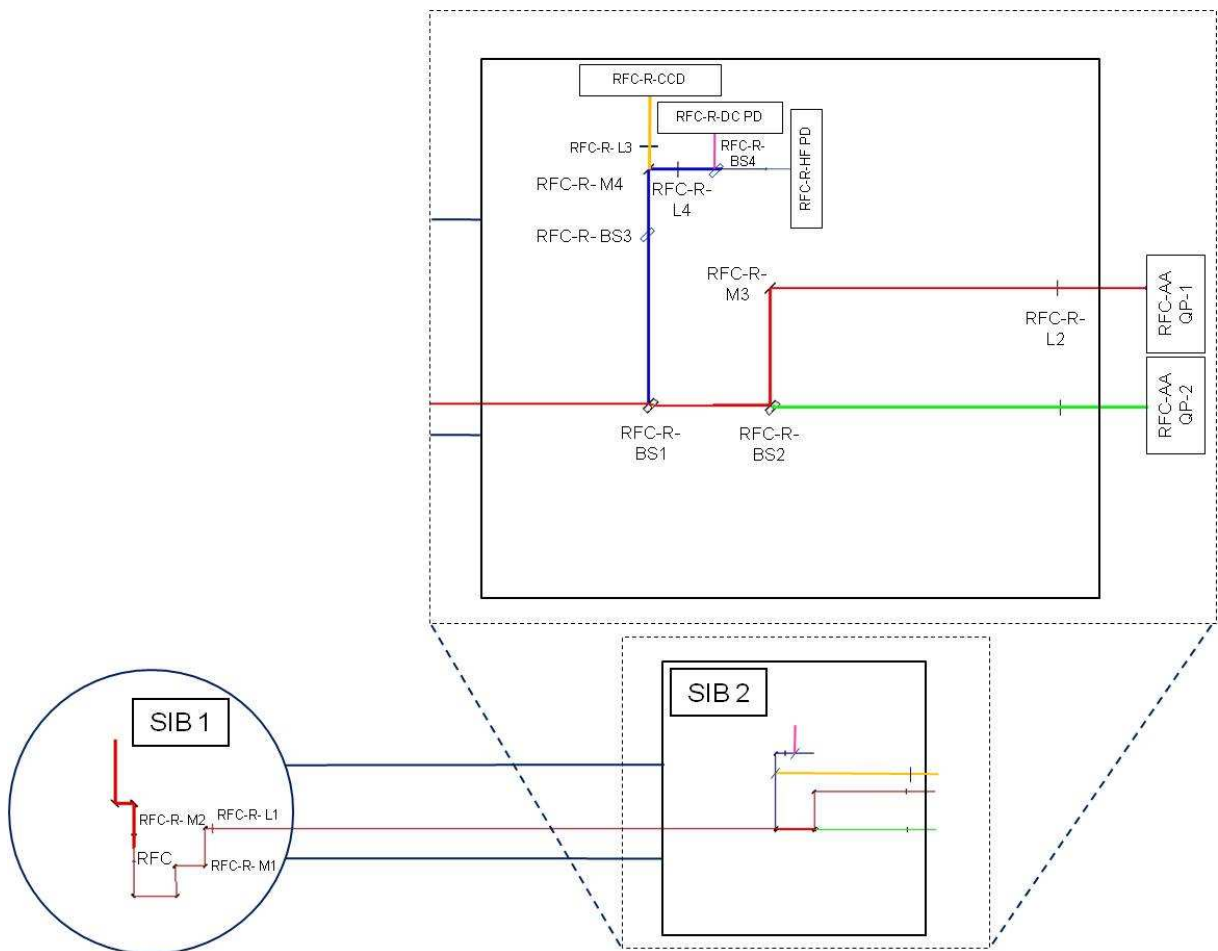 RFC-R-CCD
RFC-R-DC PD
RFC-R- L3
RFC-R-
BS4
RFC-R-HF PD
RFC-R- M4
RFC-R-
L4
RFC-R- BS3
RFC-R-
M3
RFC-R-
L2
RFC-AA
QP-1
RFC-AA
QP-2
RFC-R-
BS1
RFC-R-
BS2
SIB 1
SIB 2
RFC-R- M2
RFC-R- L1
RFC
RFC-R- M1